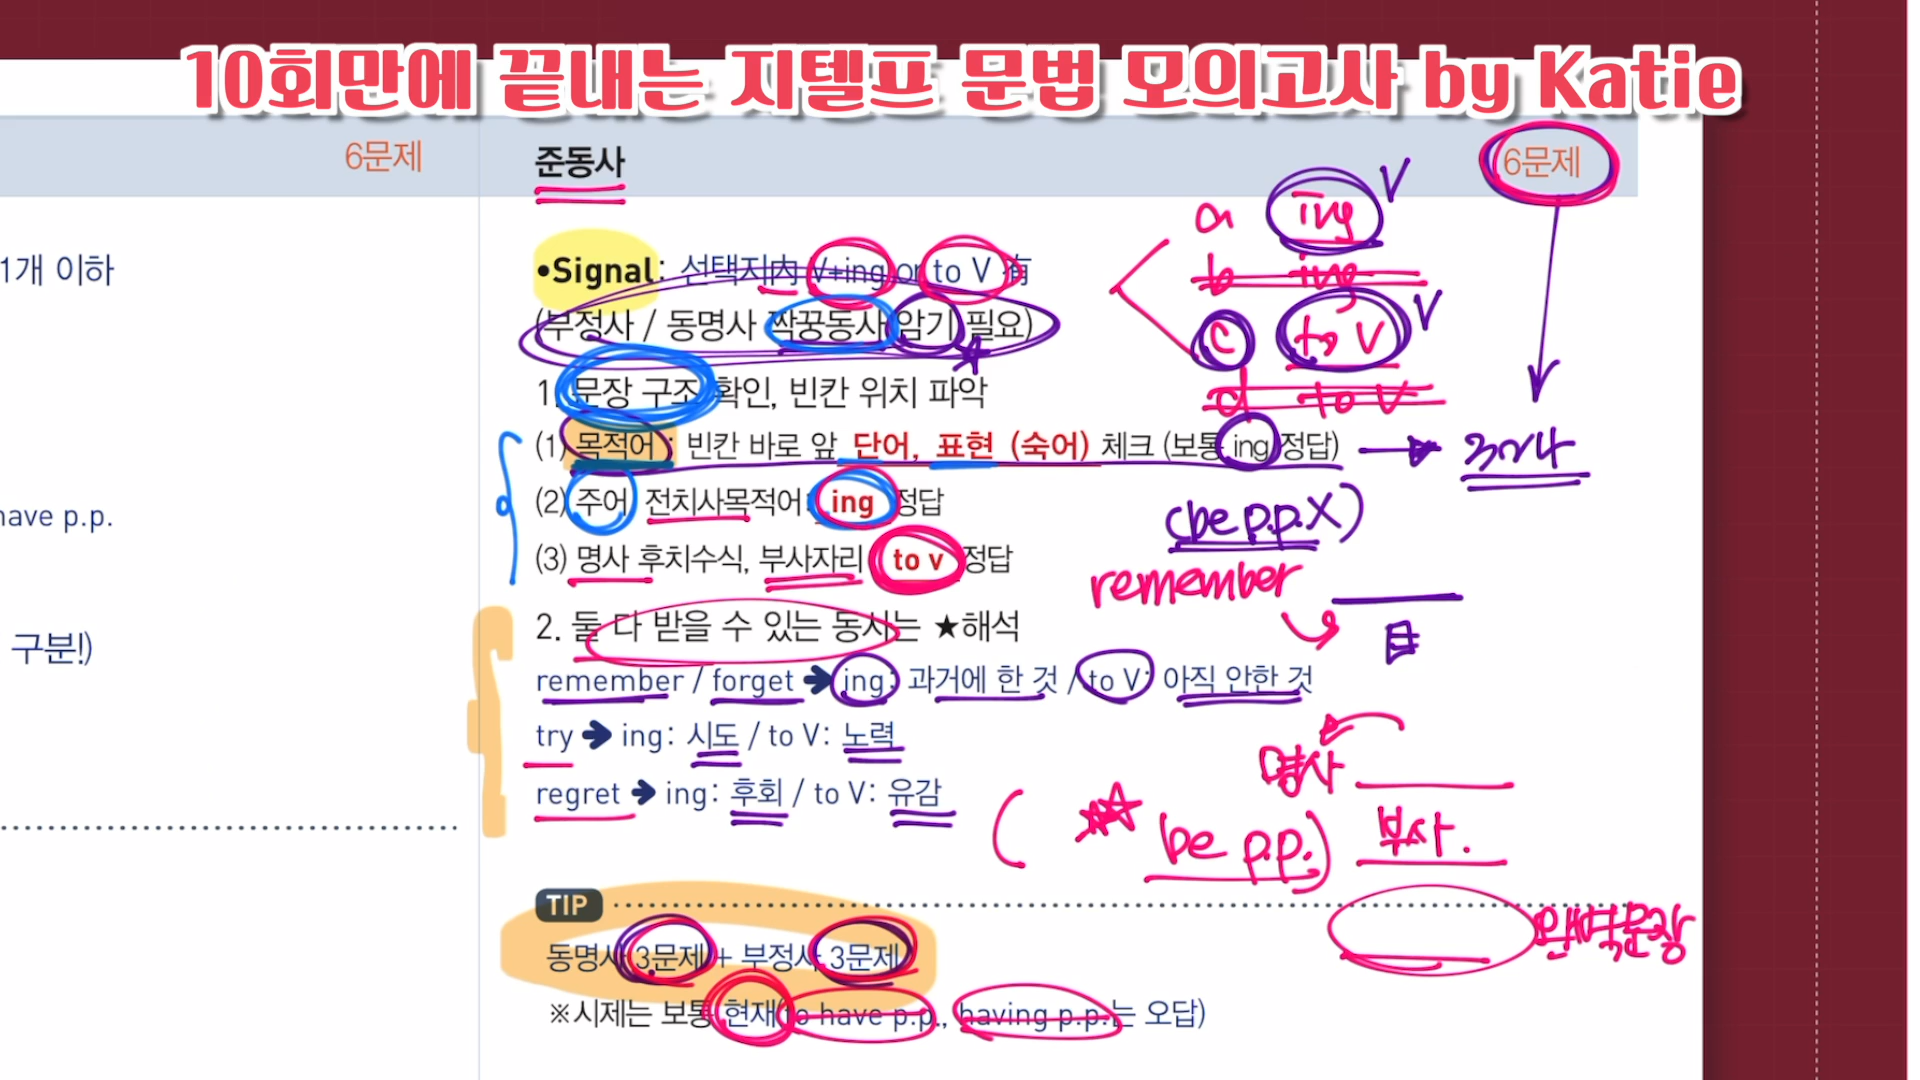 10회만에 끝내는 지텔프 문법 모의고사 by Katie
6문제
1개 이하
have p.p.
구분!)
준동사
6문제
•Signal: 선택지內 V+ing or to V 有
(부정사 / 동명사 짝꿍동사 암기 필요)
1. 문장 구조 확인, 빈칸 위치 파악
(1) 목적어 : 빈칸 바로 앞 단어, 표현 (숙어) 체크 (보통 ing 정답)
(2) 주어 전치사목적어: ing 정답
(3) 명사 후치수식, 부사자리 to v 정답
2. 둘 다 받을 수 있는 동사는 ★해석
remember / forget ➔ ing: 과거에 한 것 / to V: 아직 안한 것
try ➔ ing: 시도 / to V: 노력
regret ➔ ing: 후회 / to V: 유감
TIP
동명사 3문제 + 부정사 3문제
※시제는 보통 현재(to have p.p., having p.p.는 오답)
a ing V
b ing
c to V V
d to V
(be p.p.X)
remember
目
명사
(be p.p.)
부사.
완벽문장